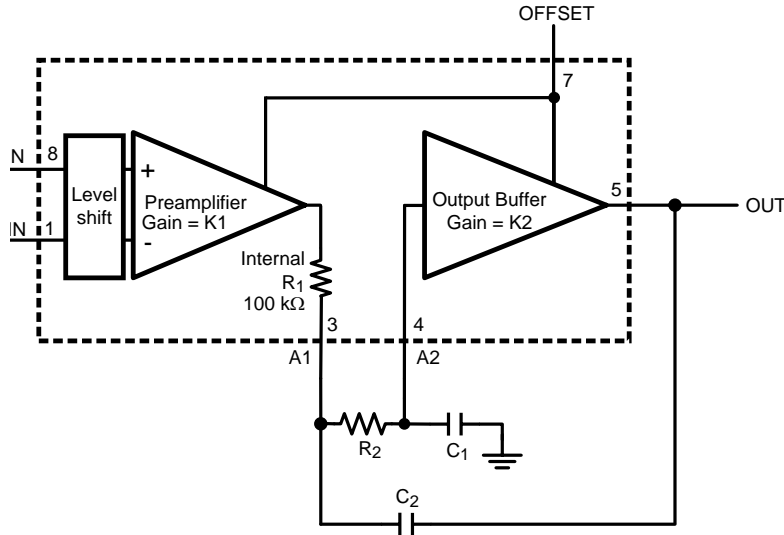 OFFSET
7
N 8
Level
shift
+
-
Preamplifier
Gain = K1
Output Buffer
Gain = K2
5
OUT
IN 1
Internal
R1
100 kΩ
3
4
A1
A2
R2
C1
C2